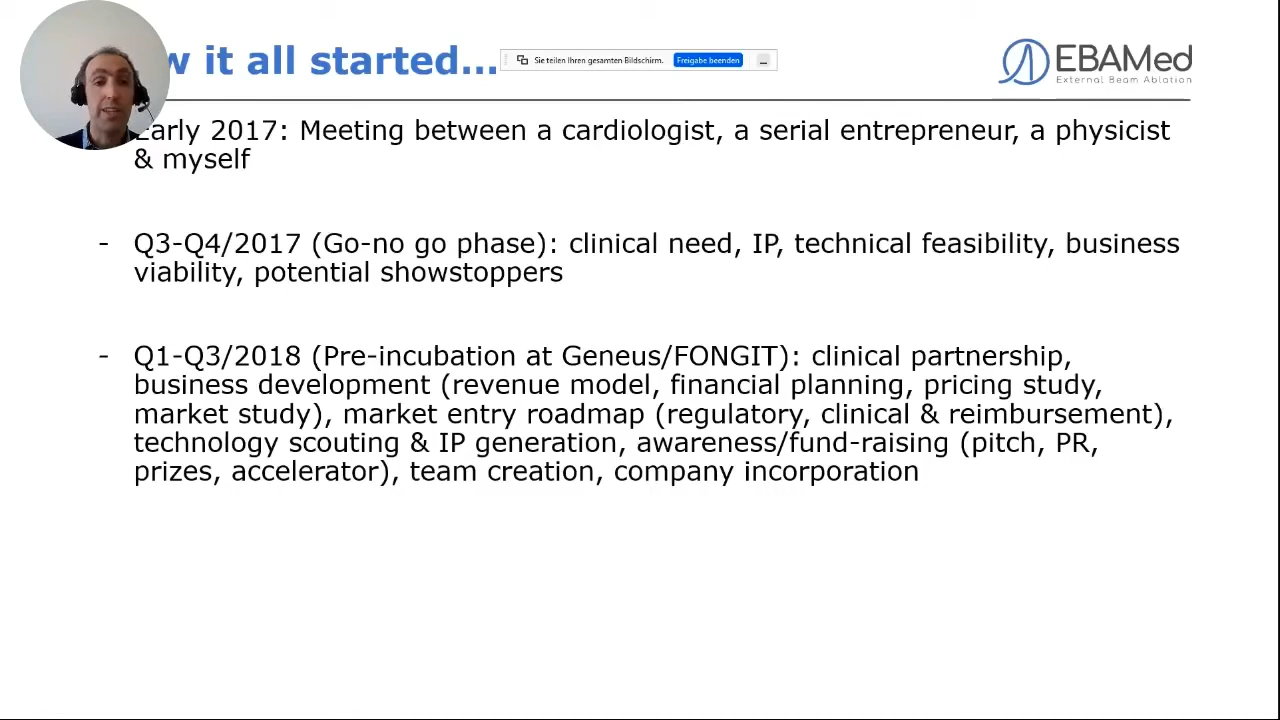 w it all started...
Sie teilen Ihren gesamten Bildschirm. Freigabe beenden
EBAMed
External Beam Ablation
Early 2017: Meeting between a cardiologist, a serial entrepreneur, a physicist
& myself
- Q3-Q4/2017 (Go-no go phase): clinical need, IP, technical feasibility, business
viability, potential showstoppers
- Q1-Q3/2018 (Pre-incubation at Geneus/FONGIT): clinical partnership,
business development (revenue model, financial planning, pricing study,
market study), market entry roadmap (regulatory, clinical & reimbursement),
technology scouting & IP generation, awareness/fund-raising (pitch, PR,
prizes, accelerator), team creation, company incorporation